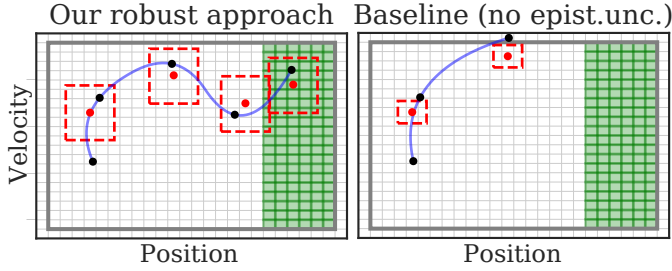 Our robust approach
Baseline (no epist.unc.)
Velocity
Position
Position